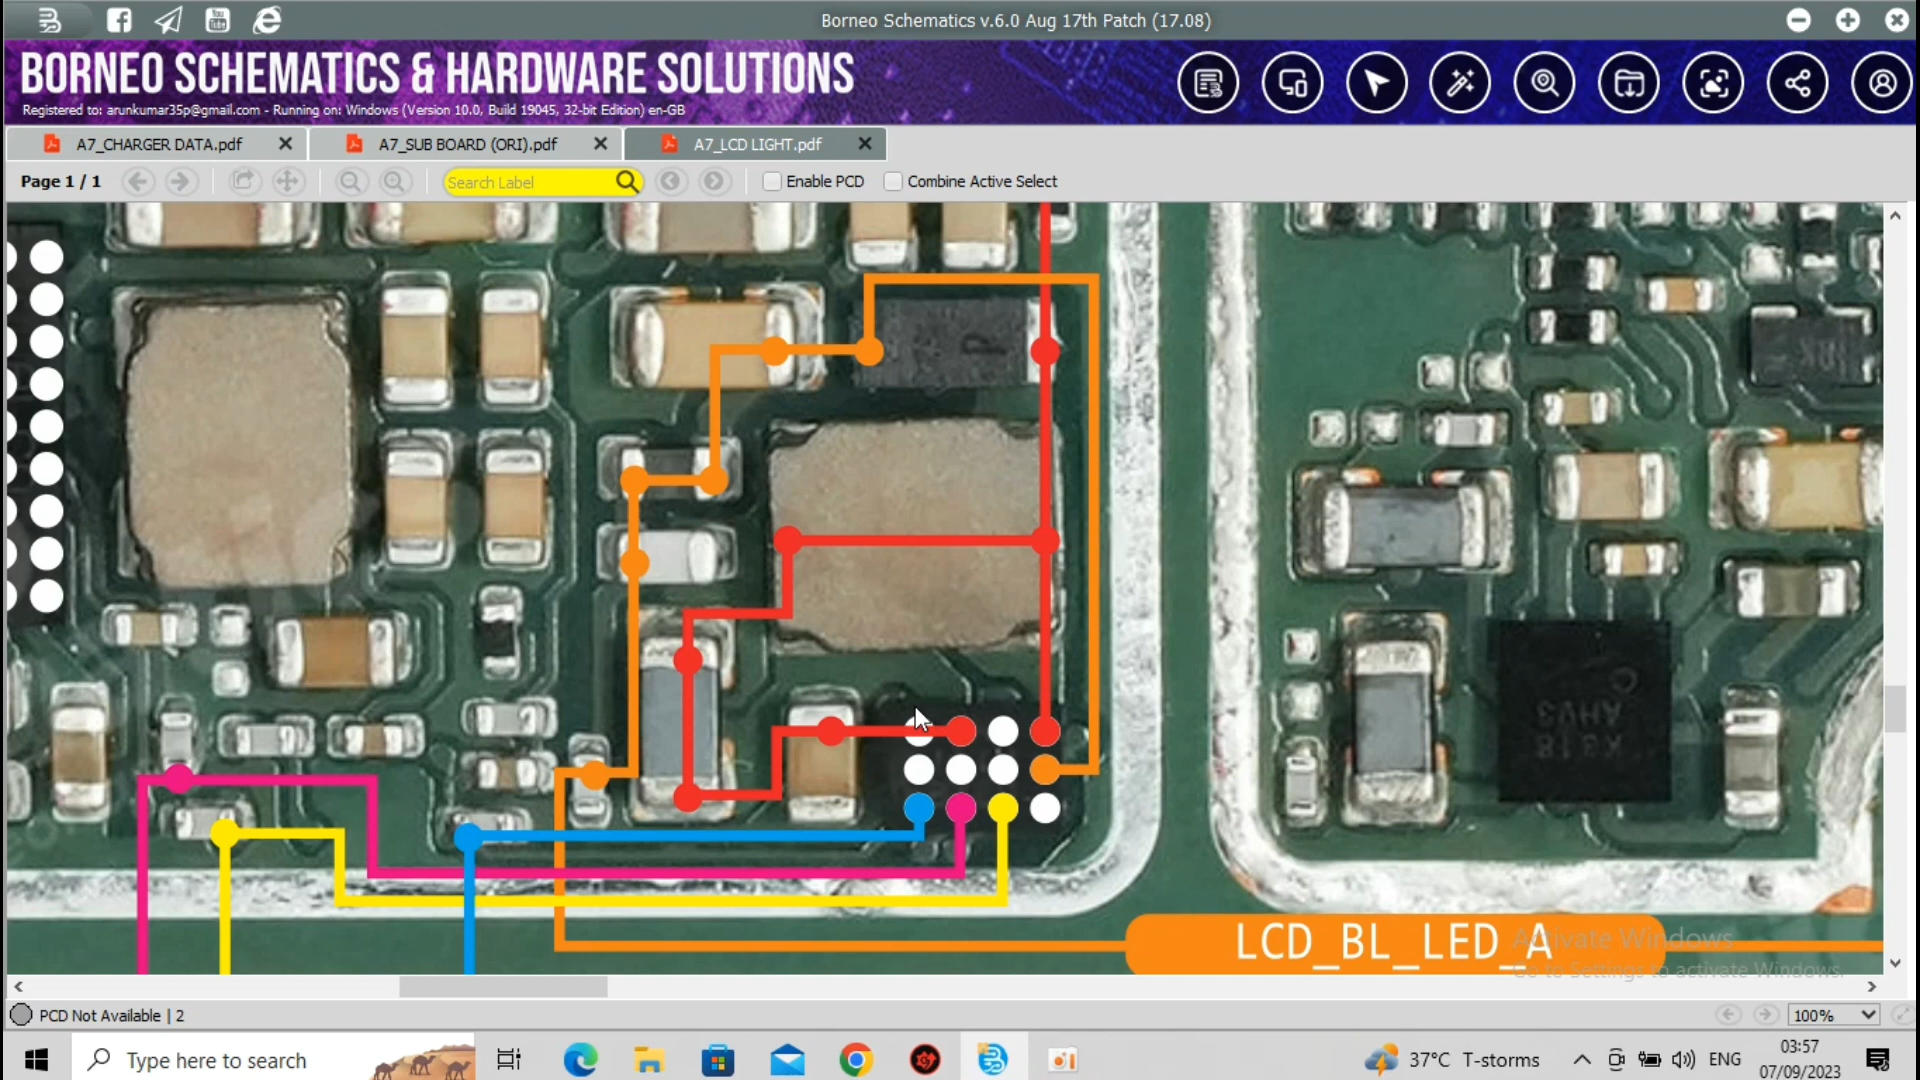 Borneo Schematics v.6.0 Aug 17th Patch (17.08)
BORNEO SCHEMATICS & HARDWARE SOLUTIONS
Registered to: arunkumar35p@gmail.com - Running on: Windows (Version 10.0, Build 19045, 32-bit Edition) en-GB
A7_CHARGER DATA.pdf
A7_SUB BOARD (ORI).pdf
A7_LCD LIGHT.pdf
Page 1 / 1
Search Label
Enable PCD
Combine Active Select
P
AHV3
LCD_BL_LED_A
Activate Windows
Go to Settings to activate Windows.
PCD Not Available | 2
100%
Type here to search
37°C T-storms
ENG
03:57
07/09/2023